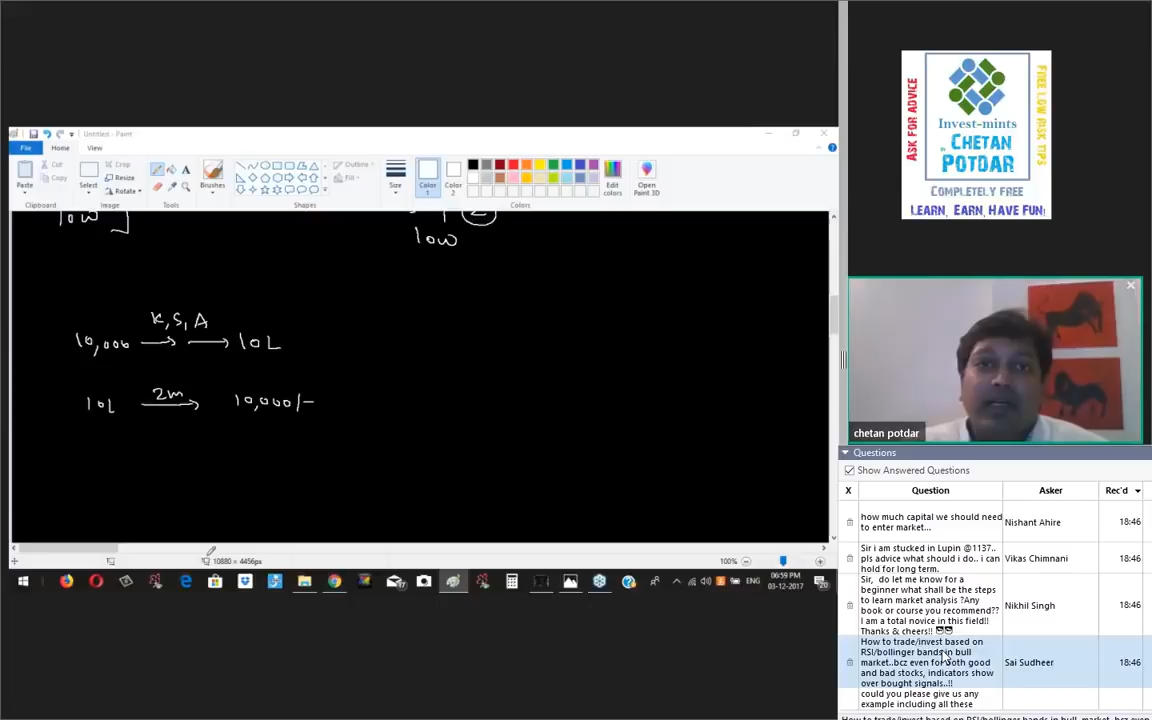 Untitled - Paint
File
Home
View
Paste
Cut
Copy
Clipboard
Select
Crop
Resize
Rotate
Image
Tools
Brushes
Shapes
Outline
Fill
Size
Color
1
Color
2
Colors
Edit
colors
Open
Paint 3D
low
2
low
K, S, A
10,000 → → 10L
2m
10L → 10,000/-
10880 × 4456px
100%
ENG
06:59 PM
03-12-2017
ASK FOR ADVICE
FREE LOW RISK TIPS
Invest-mints
BY CHETAN
POTDAR
COMPLETELY FREE
LEARN, EARN, HAVE FUN!
chetan potdar
Questions
Show Answered Questions
X
Question
Asker
Rec'd
how much capital we should need
to enter market...
Nishant Ahire
18:46
Sir i am stucked in Lupin @1137..
pls advice what should i do.. i can
hold for long term.
Vikas Chimnani
18:46
Sir, do let me know for a
beginner what shall be the steps
to learn market analysis ?Any
book or course you recommend??
I am a total novice in this field!!
Thanks & cheers!!
Nikhil Singh
18:46
How to trade/invest based on
RSI/bollinger bands in bull
market..bcz even for both good
and bad stocks, indicators show
over bought signals..!!
Sai Sudheer
18:46
could you please give us any
example including all these